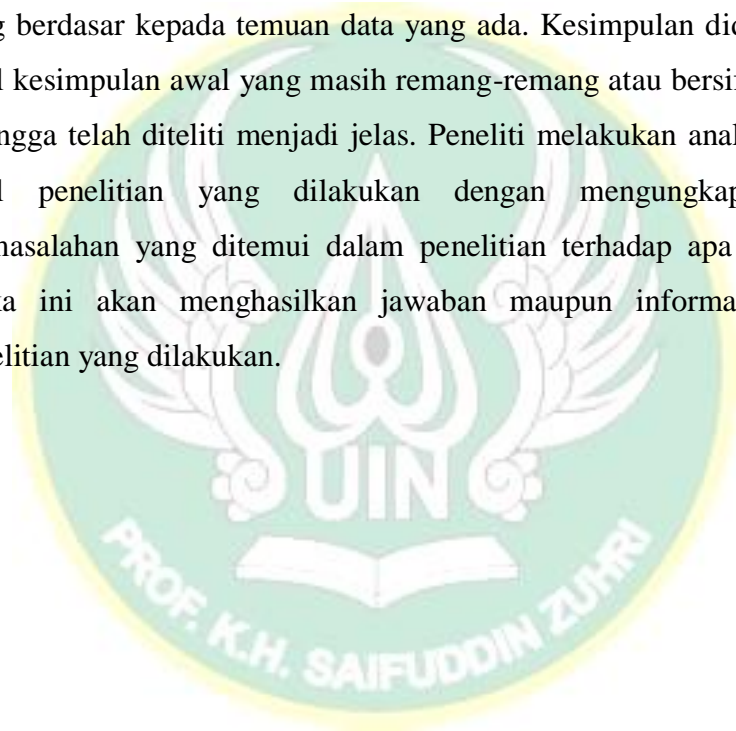 g berdasar kepada temuan data yang ada. Kesimpulan did
l kesimpulan awal yang masih remang-remang atau bersif
ngga telah diteliti menjadi jelas. Peneliti melakukan anal
l penelitian yang dilakukan dengan mengungkap
nasalahan yang ditemui dalam penelitian terhadap apa
ka ini akan menghasilkan jawaban maupun informa
elitian yang dilakukan.
UIN
PROF. K.H. SAIFUDDIN ZUHRI